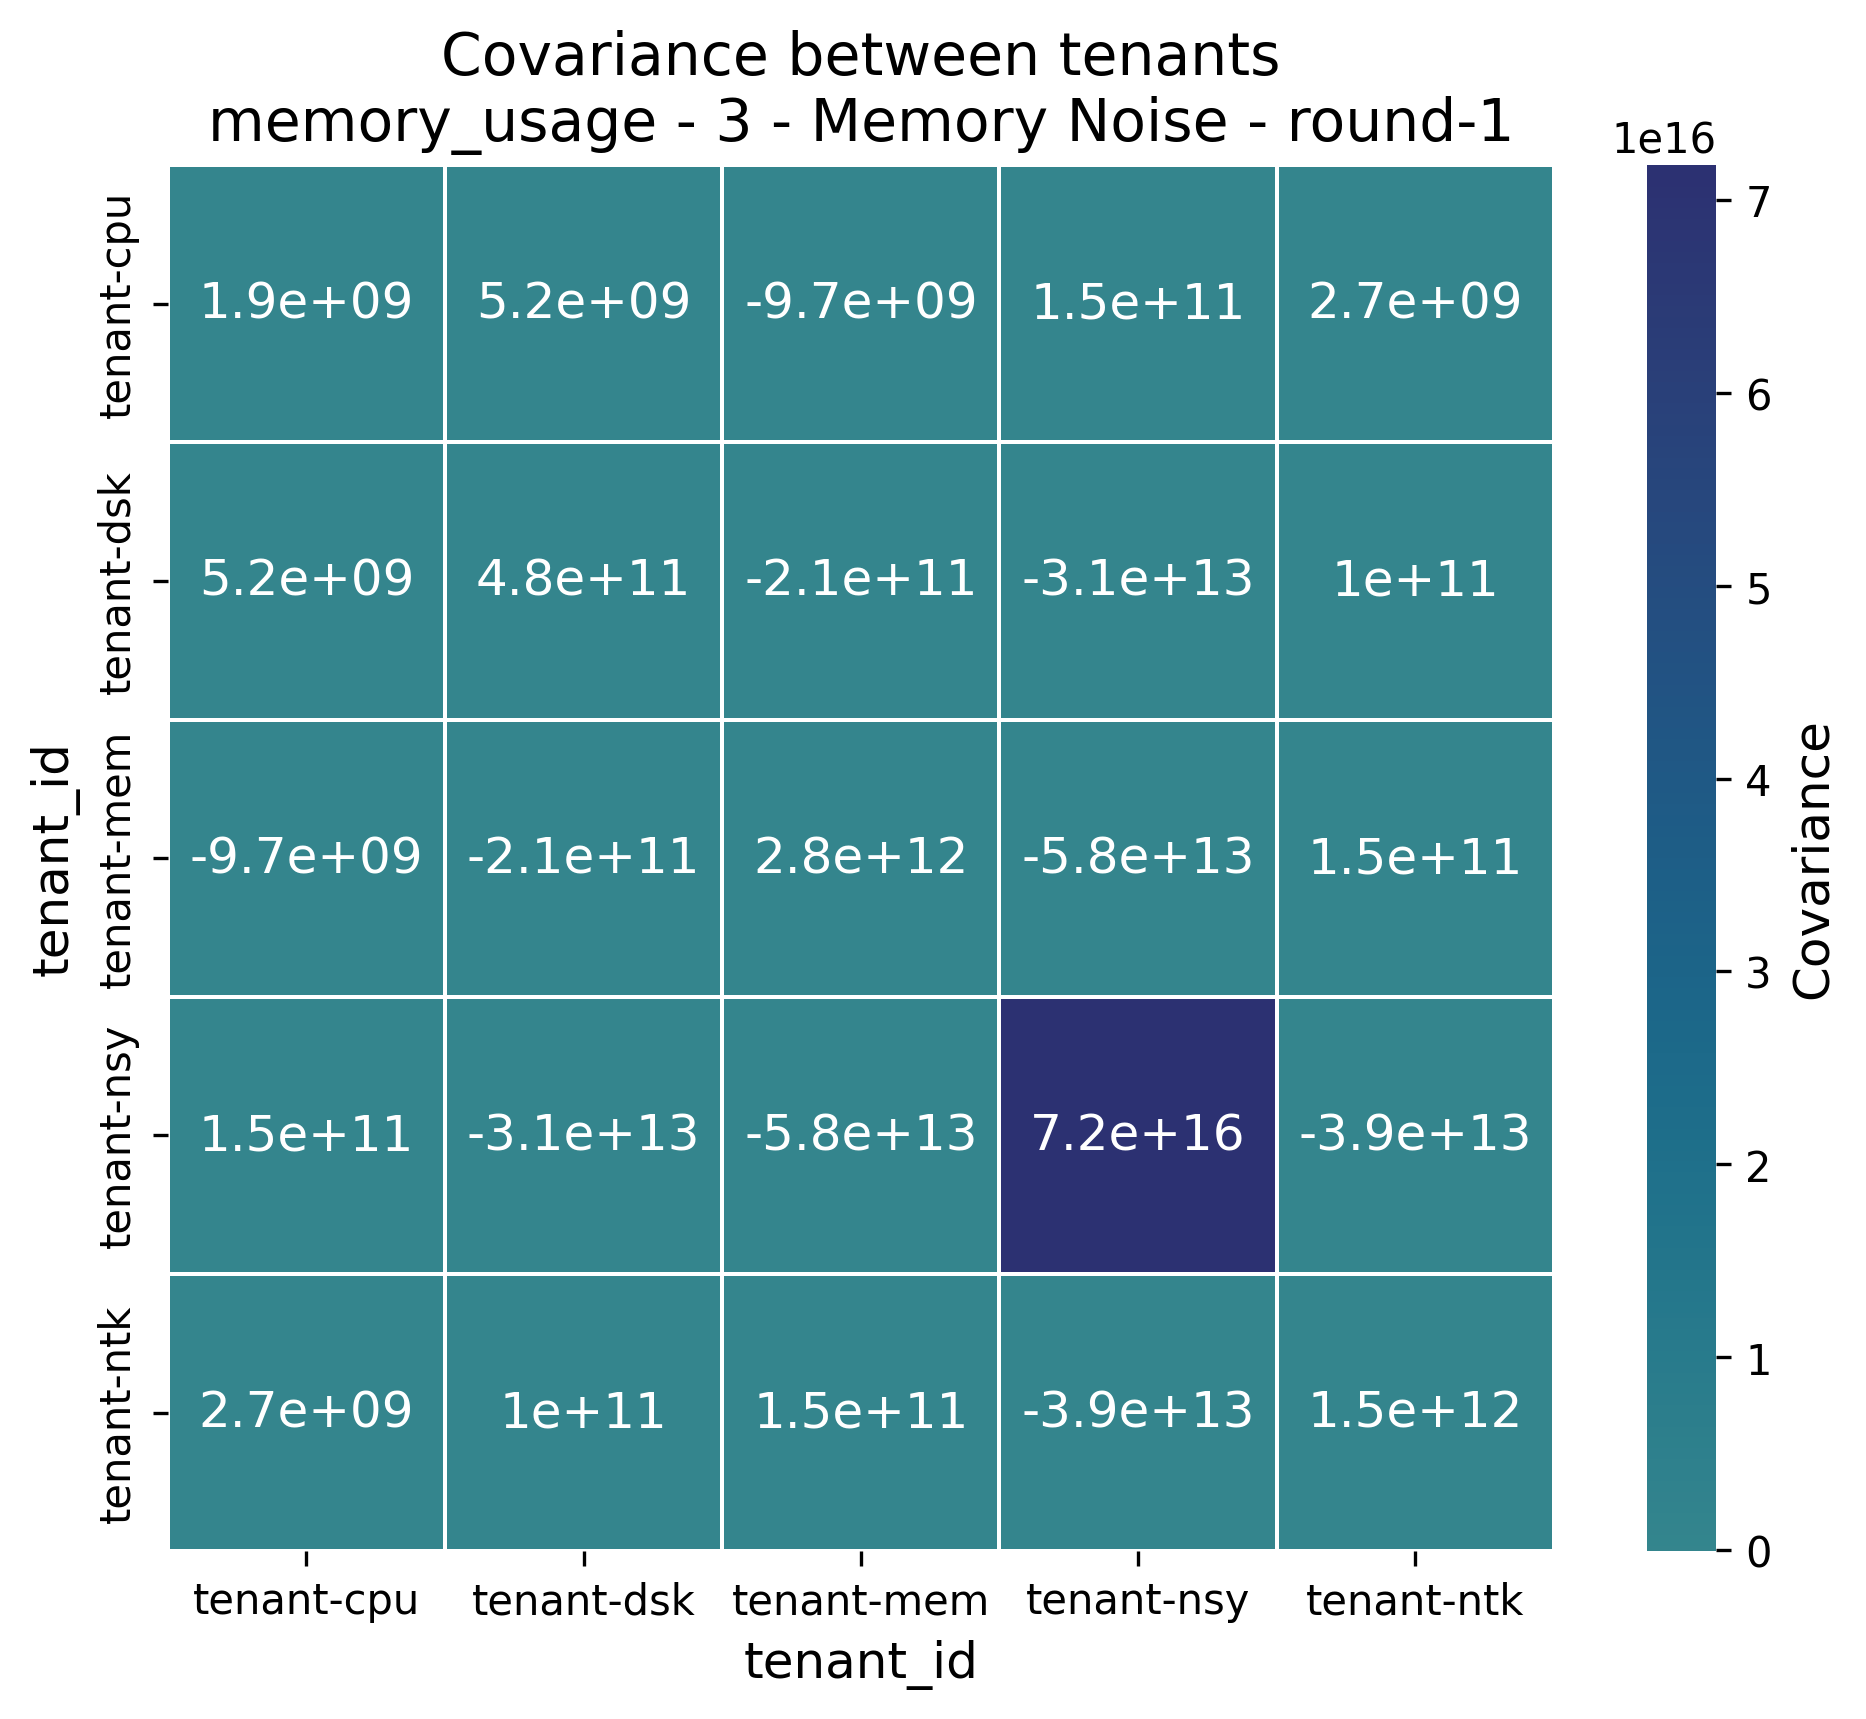 Covariance between tenants
memory_usage - 3 - Memory Noise - round-1
1e16
tenant-cpu 1.9e+09 5.2e+09 -9.7e+09 1.5e+11 2.7e+09
tenant-dsk 5.2e+09 4.8e+11 -2.1e+11 -3.1e+13 1e+11
tenant-mem -9.7e+09 -2.1e+11 2.8e+12 -5.8e+13 1.5e+11
tenant-nsy 1.5e+11 -3.1e+13 -5.8e+13 7.2e+16 -3.9e+13
tenant-ntk 2.7e+09 1e+11 1.5e+11 -3.9e+13 1.5e+12
tenant_id
tenant-cpu tenant-dsk tenant-mem tenant-nsy tenant-ntk
tenant_id
7
6
5
4
3
2
1
0
Covariance